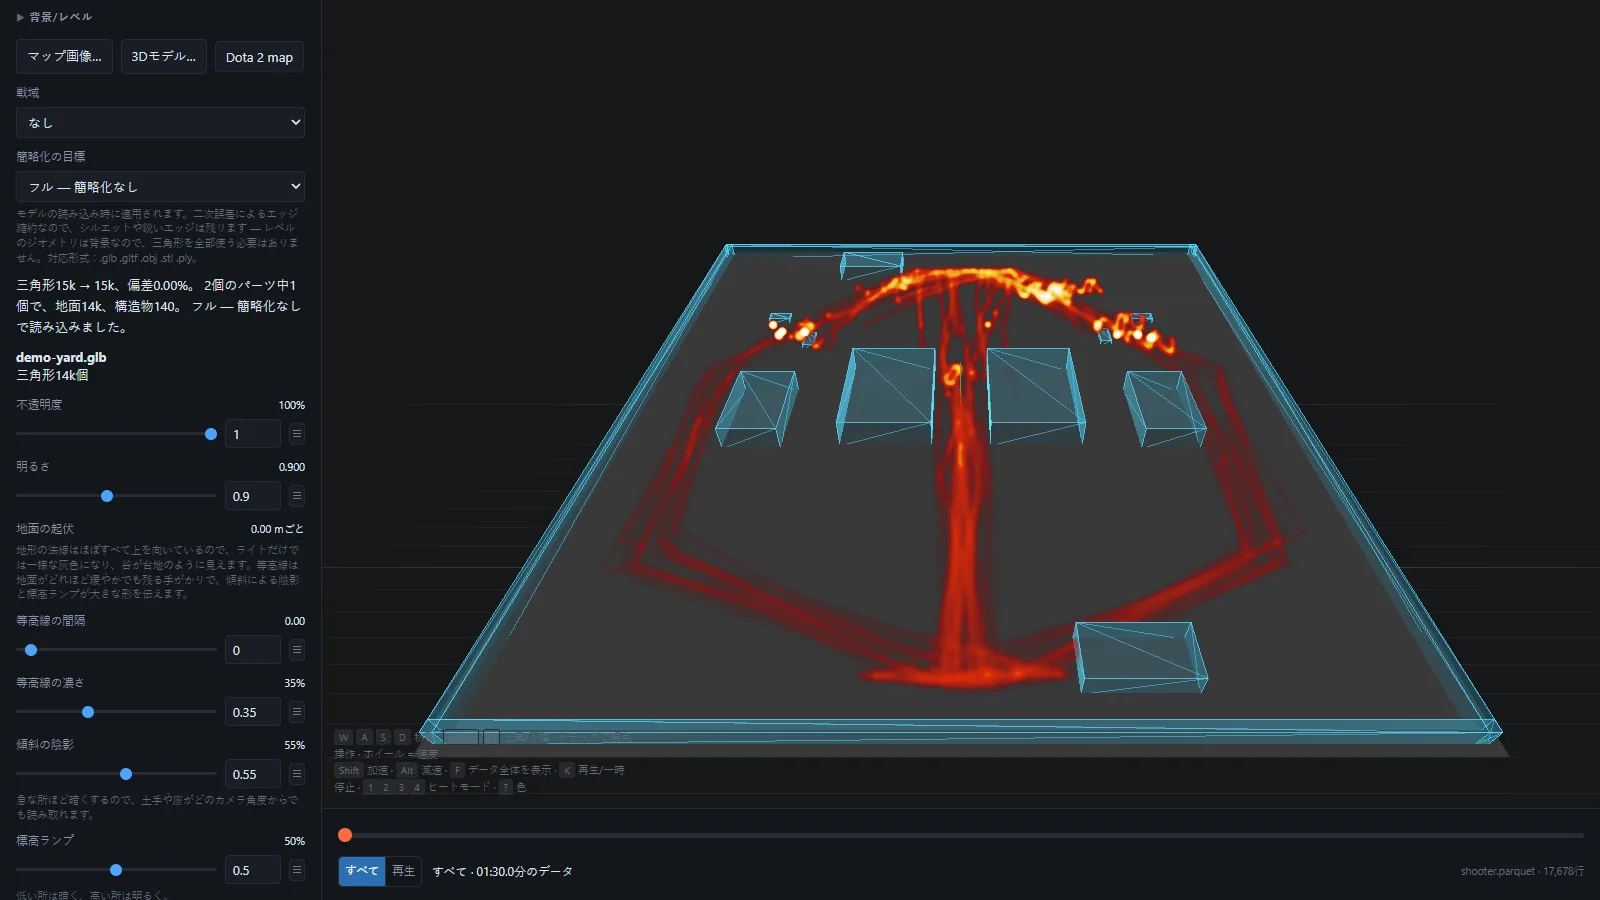 ▶ 背景/レベル
マップ画像...
3Dモデル...
Dota 2 map
戦域
なし
簡略化の目標
フル — 簡略化なし
モデルの読み込み時に適用されます。二次誤差によるエッジ
縮約なので、シルエットや鋭いエッジは残ります — レベル
のジオメトリは背景なので、三角形を全部使う必要はありま
せん。対応形式：.glb .gltf .obj .stl .ply。
三角形15k → 15k、偏差0.00%。 2個のパーツ中1
個で、地面14k、構造物140。 フル — 簡略化なし
で読み込みました。
demo-yard.glb
三角形14k個
不透明度 100%
1
明るさ 0.900
0.9
地面の起伏 0.00 mごと
地形の法線はほぼすべて上を向いているので、ライトだけで
は一様な灰色になり、谷が台地のように見えます。等高線は
地面がどれほど緩やかでも残る手がかりで、傾斜による陰影
と標高ランプが大きな形を伝えます。
等高線の間隔 0.00
0
等高線の濃さ 35%
0.35
傾斜の陰影 55%
0.55
急な所ほど暗くするので、土手や崖がどのカメラ角度からで
も読み取れます。
標高ランプ 50%
0.5
低い所は暗く、高い所は明るく。
W A S D
操作 · ホイール = 速度
Shift 加速 · Alt 減速 · F データ全体を表示 · K 再生/一時
停止 · 1 2 3 4 ヒートモード · ? 色
すべて 再生 すべて · 01:30.0分のデータ
shooter.parquet · 17,678行